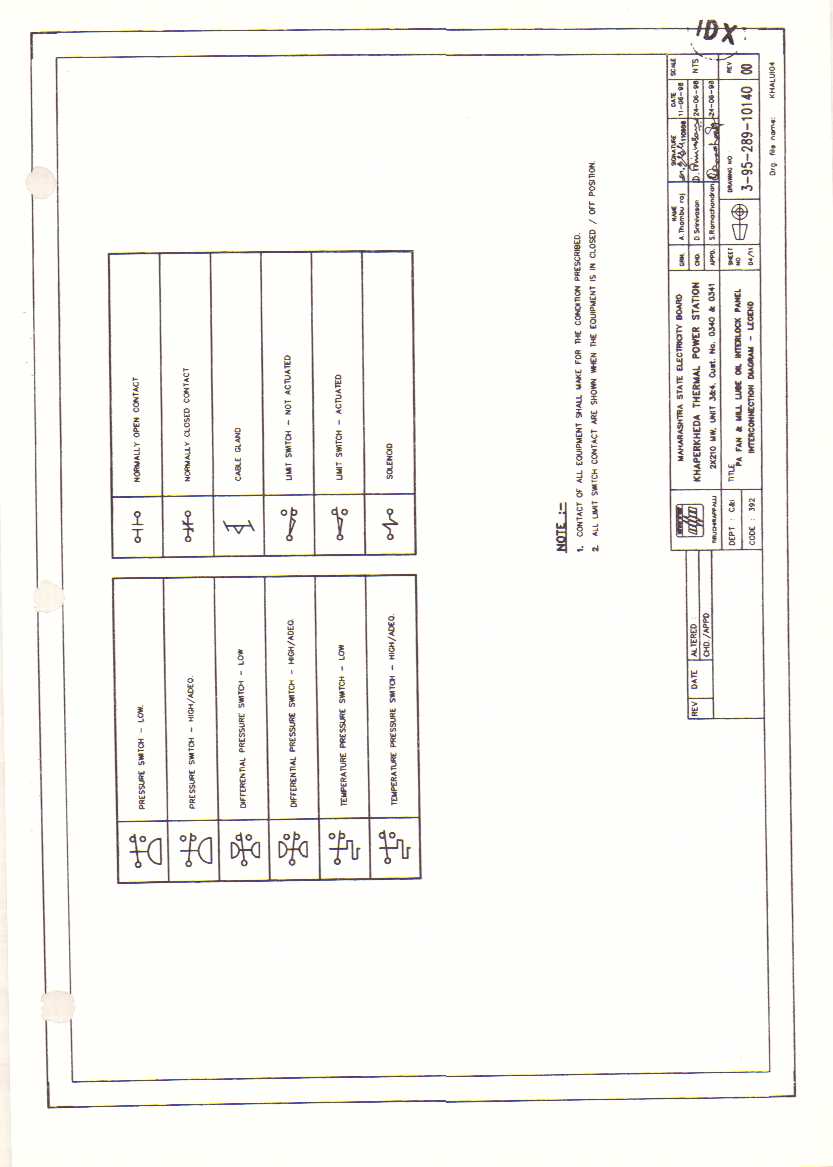 1DX
PRESSURE SWITCH - LOW.
PRESSURE SWITCH - HIGH/ADEQ.
DIFFERENTIAL PRESSURE SWITCH - LOW
DIFFERENTIAL PRESSURE SWITCH - HIGH/ADEQ.
TEMPERATURE PRESSURE SWITCH - LOW
TEMPERATURE PRESSURE SWITCH - HIGH/ADEQ.
NORMALLY OPEN CONTACT
NORMALLY CLOSED CONTACT
CABLE GLAND
LIMIT SWITCH - NOT ACTUATED
LIMIT SWITCH - ACTUATED
SOLENOID
NOTE :-
1. CONTACT OF ALL EQUIPMENT SHALL MAKE FOR THE CONDITION PRESCRIBED.
2. ALL LIMIT SWITCH CONTACT ARE SHOWN WHEN THE EQUIPMENT IS IN CLOSED / OFF POSITION.
REV DATE ALTERED :
CHD./APPD
TIRUCHIRAPPALLI
DEPT : C&I
CODE : 392
MAHARASHTRA STATE ELECTRICITY BOARD
KHAPERKHEDA THERMAL POWER STATION
2X210 MW, UNIT 3&4, Cust. No. 0340 & 0341
TITLE
PA FAN & MILL LUBE OIL INTERLOCK PANEL
INTERCONNECTION DIAGRAM - LEGEND
NAME SIGNATURE DATE SCALE
DRN. A. Thambu raj 110698 11-06-98 NTS
CHD. D.Srinivasan D. Srinivasan 24-06-98
APPD. S.Ramachandran 24-06-98
SHEET NO 04/11
DRAWING NO REV
3-95-289-10140 00
Drg. file name: KHALUI04